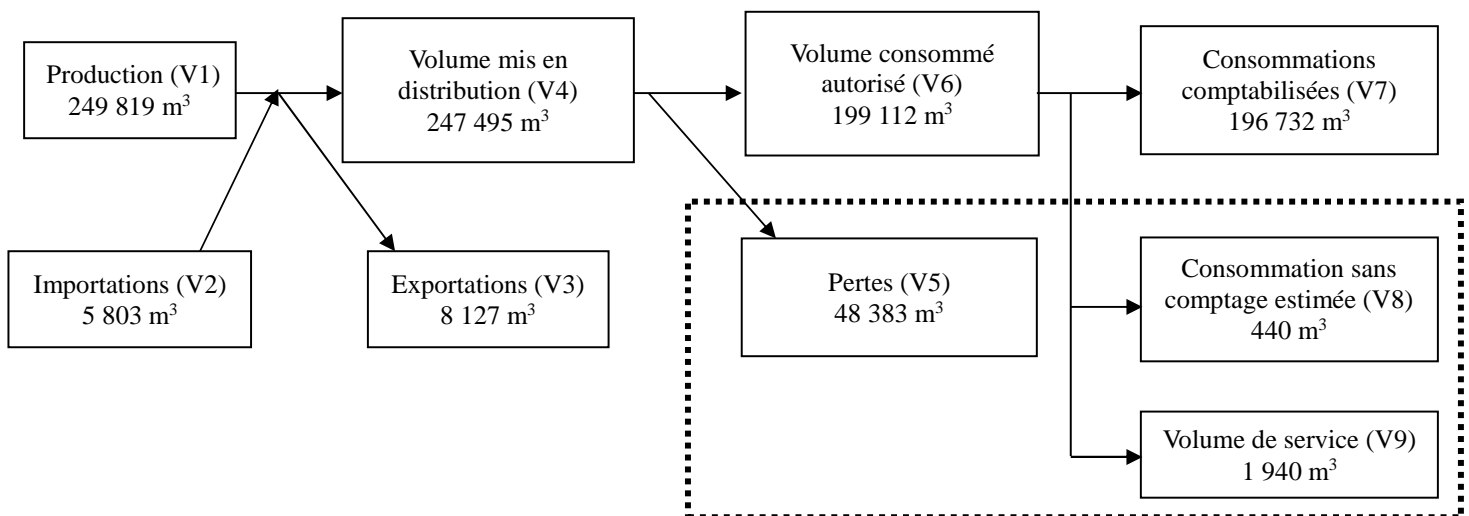 Production (V1)
249 819 m³
Volume mis en
distribution (V4)
247 495 m³
Volume consommé
autorisé (V6)
199 112 m³
Consommations
comptabilisées (V7)
196 732 m³
Importations (V2)
5 803 m³
Exportations (V3)
8 127 m³
Pertes (V5)
48 383 m³
Consommation sans
comptage estimée (V8)
440 m³
Volume de service (V9)
1 940 m³